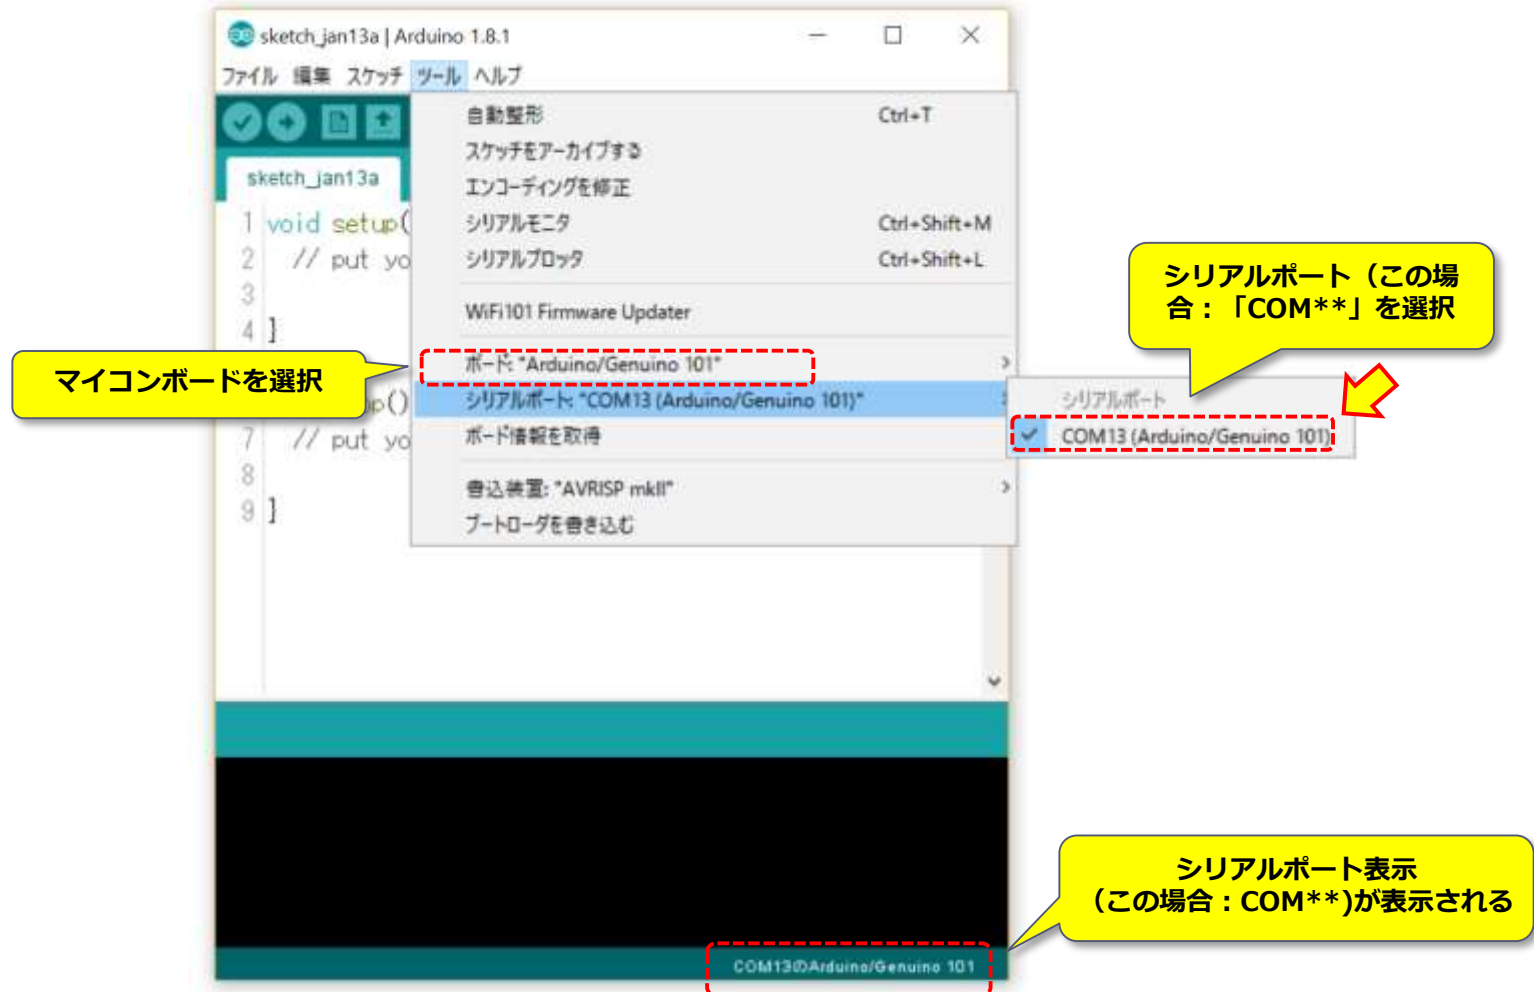 sketch_jan13a | Arduino 1.8.1
ファイル 編集 スケッチ ツール ヘルプ
自動整形 Ctrl+T
スケッチをアーカイブする
エンコーディングを修正
シリアルモニタ Ctrl+Shift+M
シリアルプロッタ Ctrl+Shift+L
WiFi101 Firmware Updater
ボード: "Arduino/Genuino 101"
シリアルポート: "COM13 (Arduino/Genuino 101)"
ボード情報を取得
書込装置: "AVRISP mkII"
ブートローダを書き込む
sketch_jan13a
1 void setup(
2 // put yo
3
4 }
op()
7 // put yo
8
9 }
マイコンボードを選択
シリアルポート（この場
合：「COM**」を選択
シリアルポート
COM13 (Arduino/Genuino 101)
シリアルポート表示
（この場合：COM**)が表示される
COM13のArduino/Genuino 101